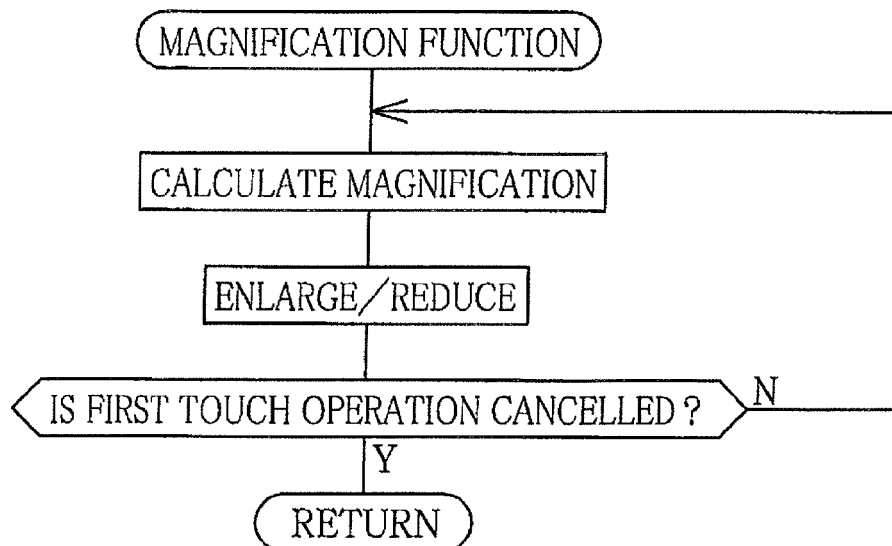 MAGNIFICATION FUNCTION
CALCULATE MAGNIFICATION
ENLARGE/REDUCE
IS FIRST TOUCH OPERATION CANCELLED?
N
Y
RETURN